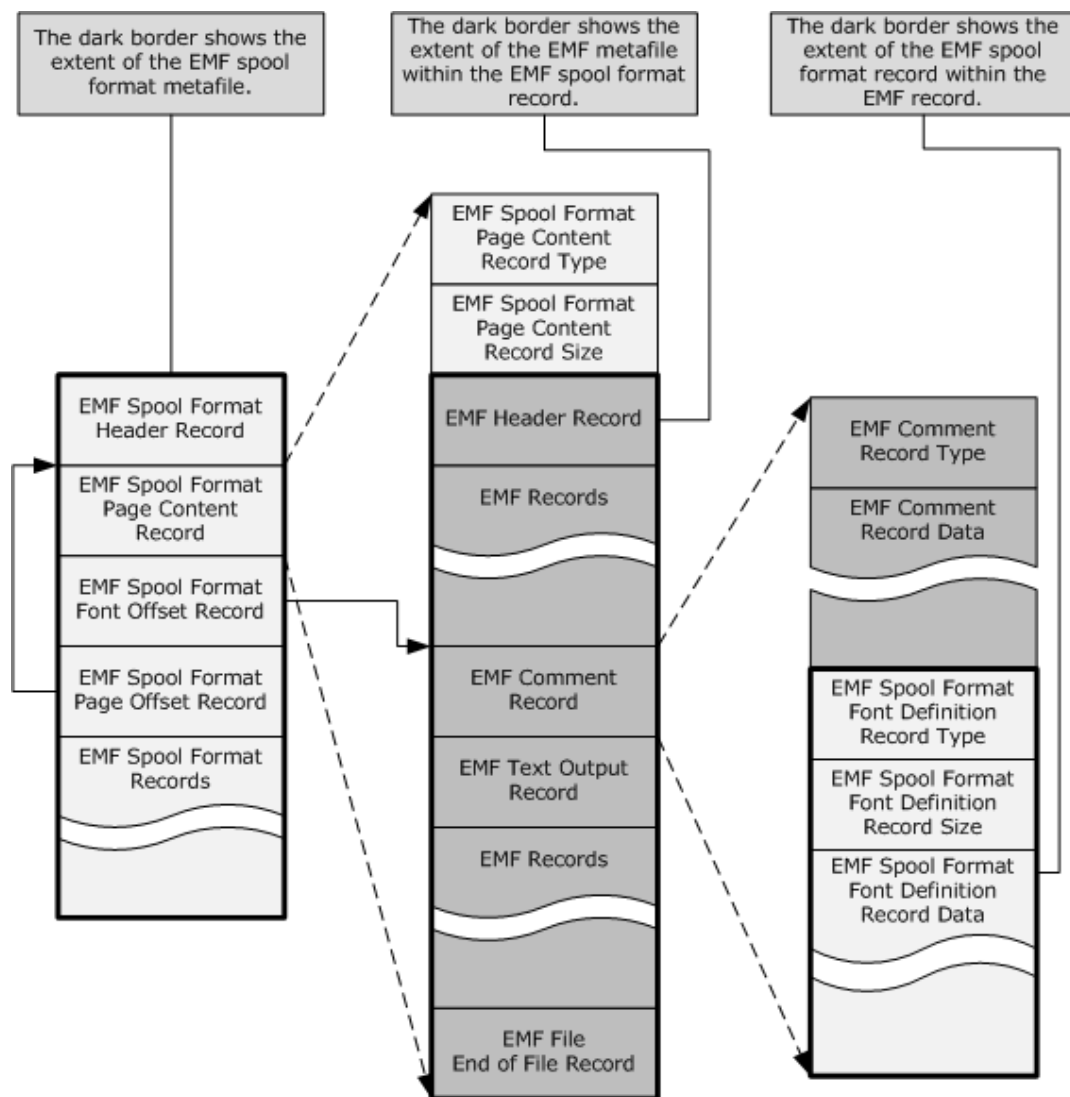 The dark border shows the
extent of the EMF spool
format metafile.
The dark border shows the
extent of the EMF metafile
within the EMF spool format
record.
The dark border shows the
extent of the EMF spool
format record within the
EMF record.
EMF Spool Format
Header Record
EMF Spool Format
Page Content
Record
EMF Spool Format
Font Offset Record
EMF Spool Format
Page Offset Record
EMF Spool Format
Records
EMF Spool Format
Page Content
Record Type
EMF Spool Format
Page Content
Record Size
EMF Header Record
EMF Records
EMF Comment
Record
EMF Text Output
Record
EMF Records
EMF File
End of File Record
EMF Comment
Record Type
EMF Comment
Record Data
EMF Spool Format
Font Definition
Record Type
EMF Spool Format
Font Definition
Record Size
EMF Spool Format
Font Definition
Record Data